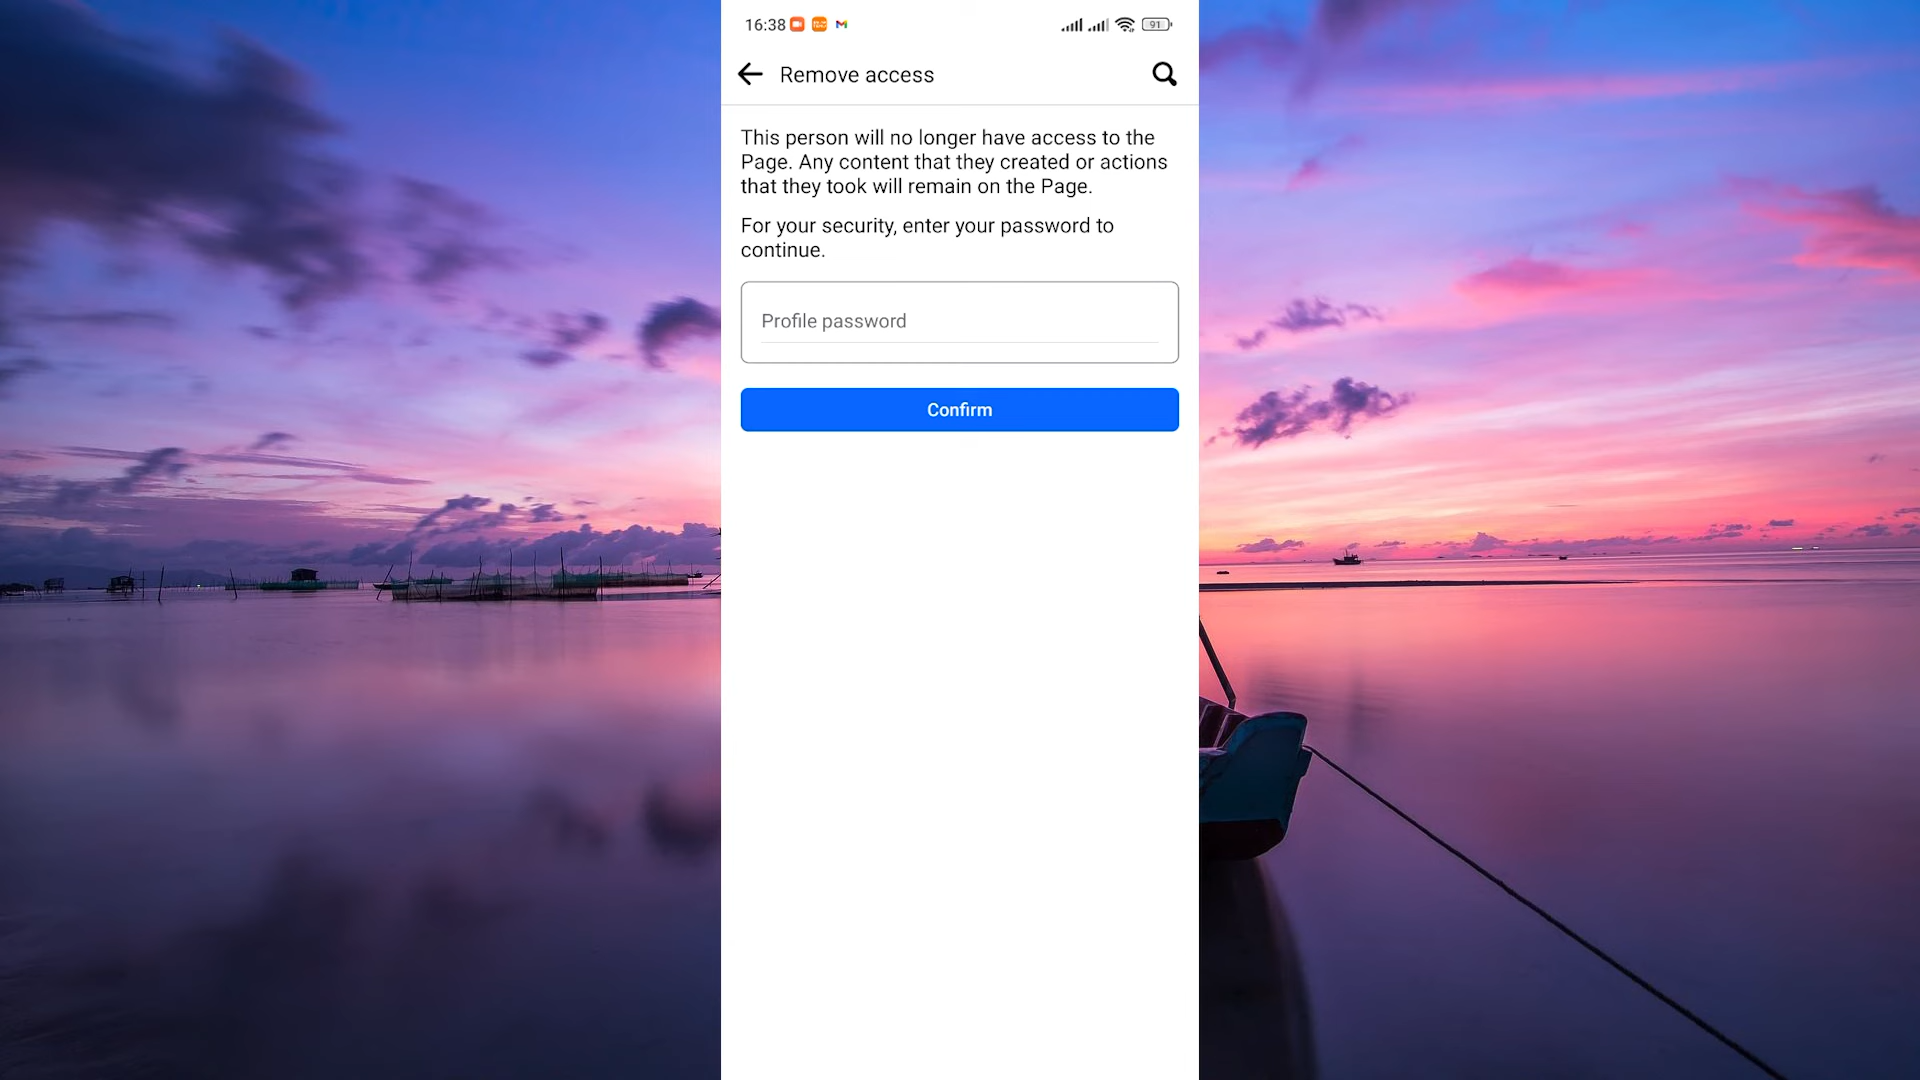 16:38
91
Remove access
This person will no longer have access to the
Page. Any content that they created or actions
that they took will remain on the Page.
For your security, enter your password to
continue.
Profile password
Confirm